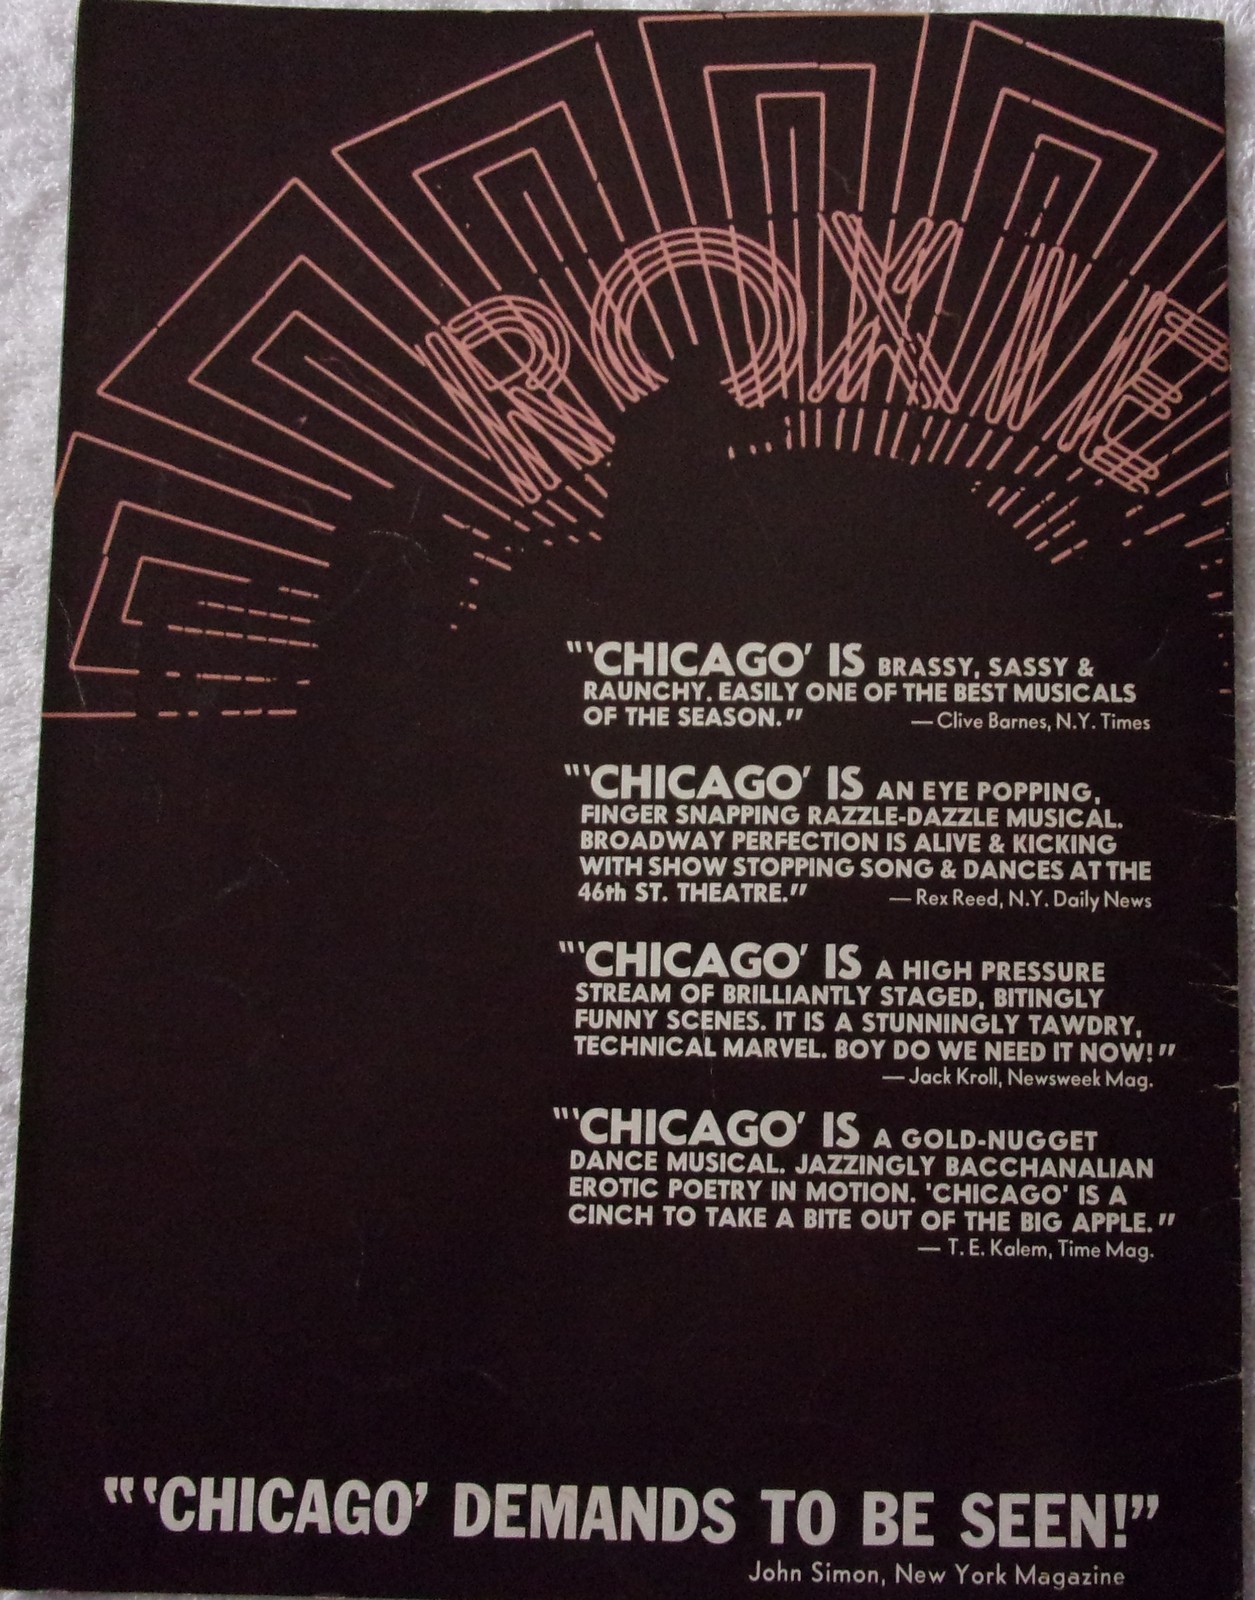 ROXIE
"'CHICAGO' IS BRASSY, SASSY &
RAUNCHY. EASILY ONE OF THE BEST MUSICALS
OF THE SEASON." — Clive Barnes, N.Y. Times
"'CHICAGO' IS AN EYE POPPING,
FINGER SNAPPING RAZZLE-DAZZLE MUSICAL.
BROADWAY PERFECTION IS ALIVE & KICKING
WITH SHOW STOPPING SONG & DANCES AT THE
46th ST. THEATRE." — Rex Reed, N.Y. Daily News
"'CHICAGO' IS A HIGH PRESSURE
STREAM OF BRILLIANTLY STAGED, BITINGLY
FUNNY SCENES. IT IS A STUNNINGLY TAWDRY,
TECHNICAL MARVEL. BOY DO WE NEED IT NOW!"
— Jack Kroll, Newsweek Mag.
"'CHICAGO' IS A GOLD-NUGGET
DANCE MUSICAL. JAZZINGLY BACCHANALIAN
EROTIC POETRY IN MOTION. 'CHICAGO' IS A
CINCH TO TAKE A BITE OUT OF THE BIG APPLE."
— T. E. Kalem, Time Mag.
"'CHICAGO' DEMANDS TO BE SEEN!"
John Simon, New York Magazine